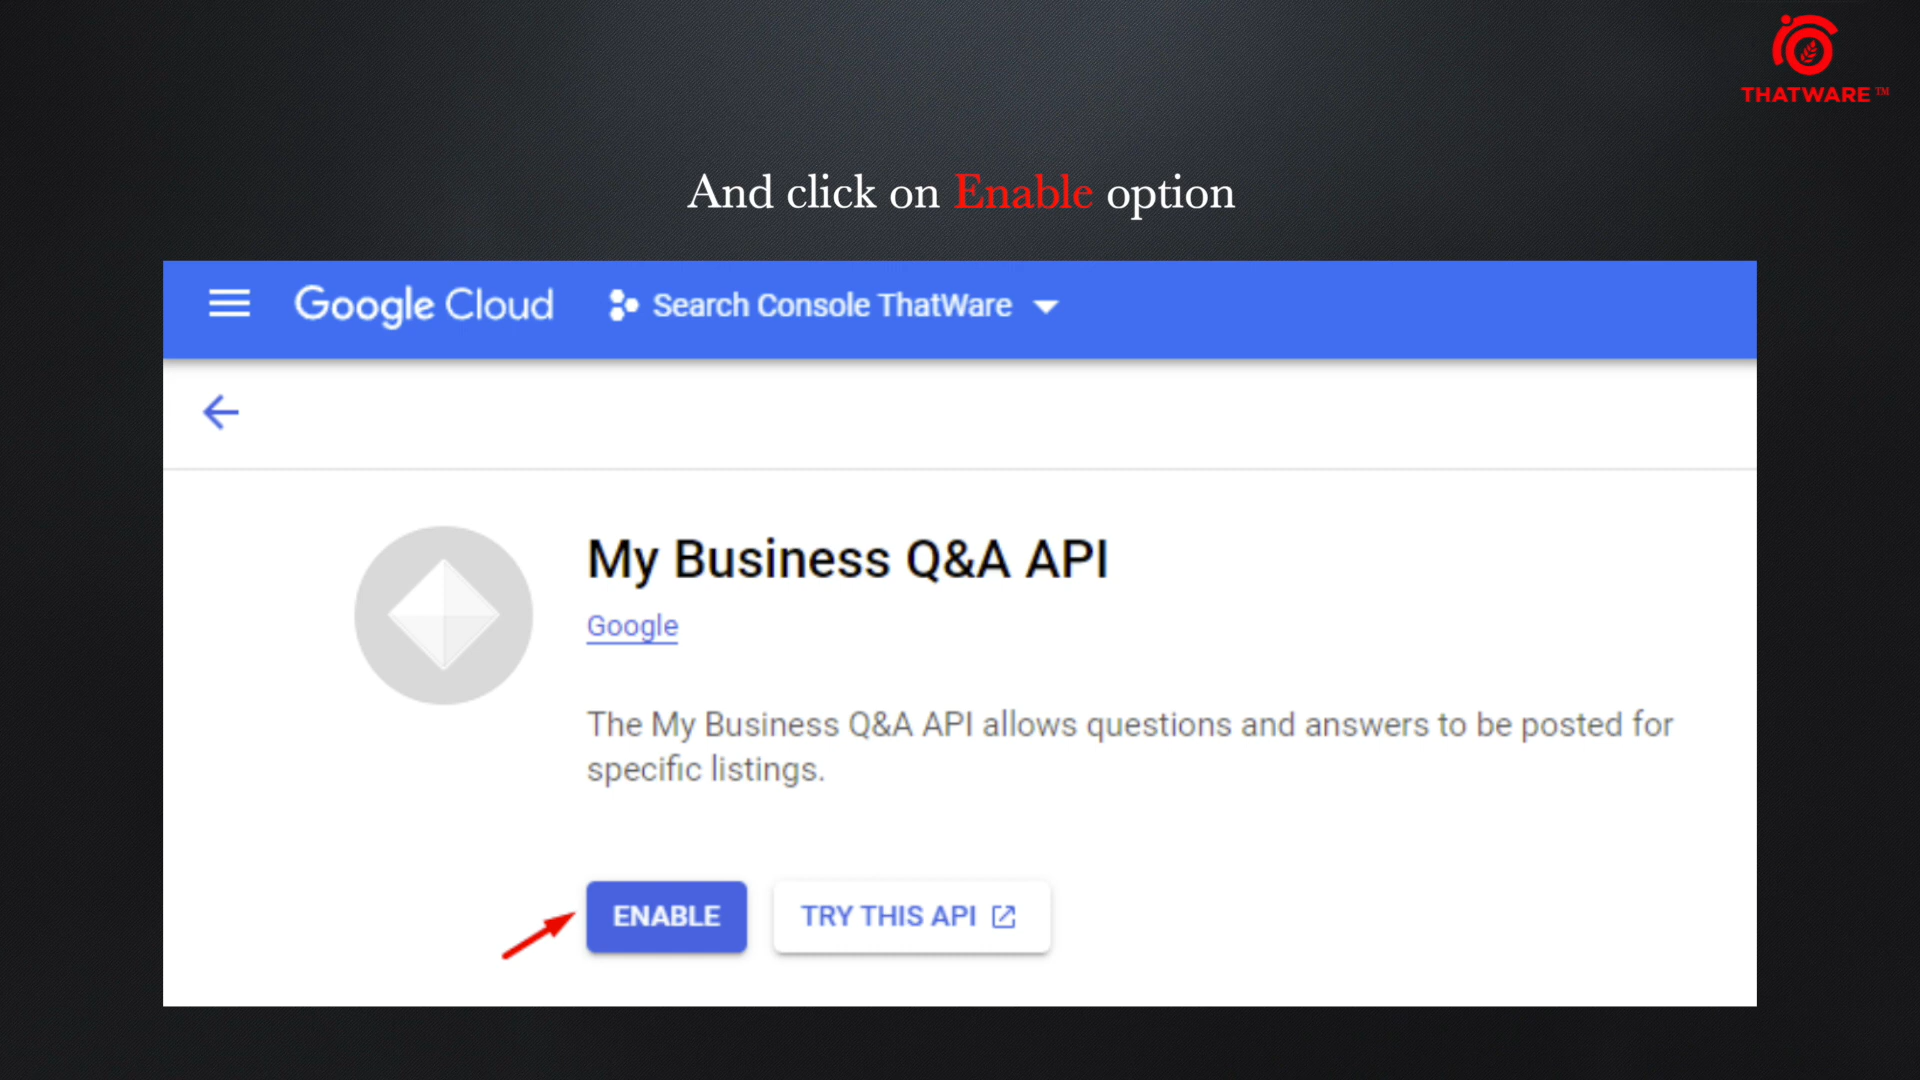 THATWARE™
And click on Enable option
Google Cloud Search Console ThatWare
My Business Q&A API
Google
The My Business Q&A API allows questions and answers to be posted for
specific listings.
ENABLE TRY THIS API